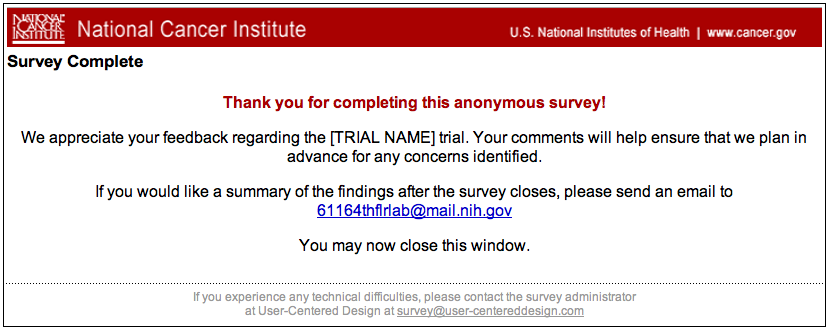 NATIONAL
CANCER
INSTITUTE
National Cancer Institute
U.S. National Institutes of Health | www.cancer.gov
Survey Complete
Thank you for completing this anonymous survey!
We appreciate your feedback regarding the [TRIAL NAME] trial. Your comments will help ensure that we plan in
advance for any concerns identified.
If you would like a summary of the findings after the survey closes, please send an email to
61164thflrlab@mail.nih.gov
You may now close this window.
If you experience any technical difficulties, please contact the survey administrator
at User-Centered Design at survey@user-centereddesign.com